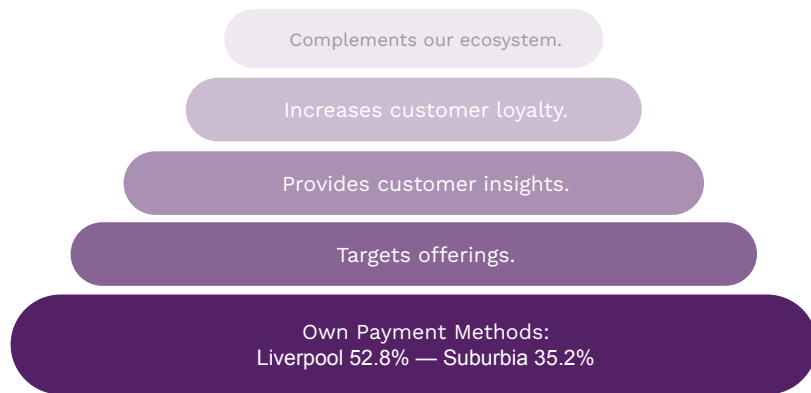 Complements our ecosystem.
Increases customer loyalty.
Provides customer insights.
Targets offerings.
Own Payment Methods:
Liverpool 52.8% — Suburbia 35.2%